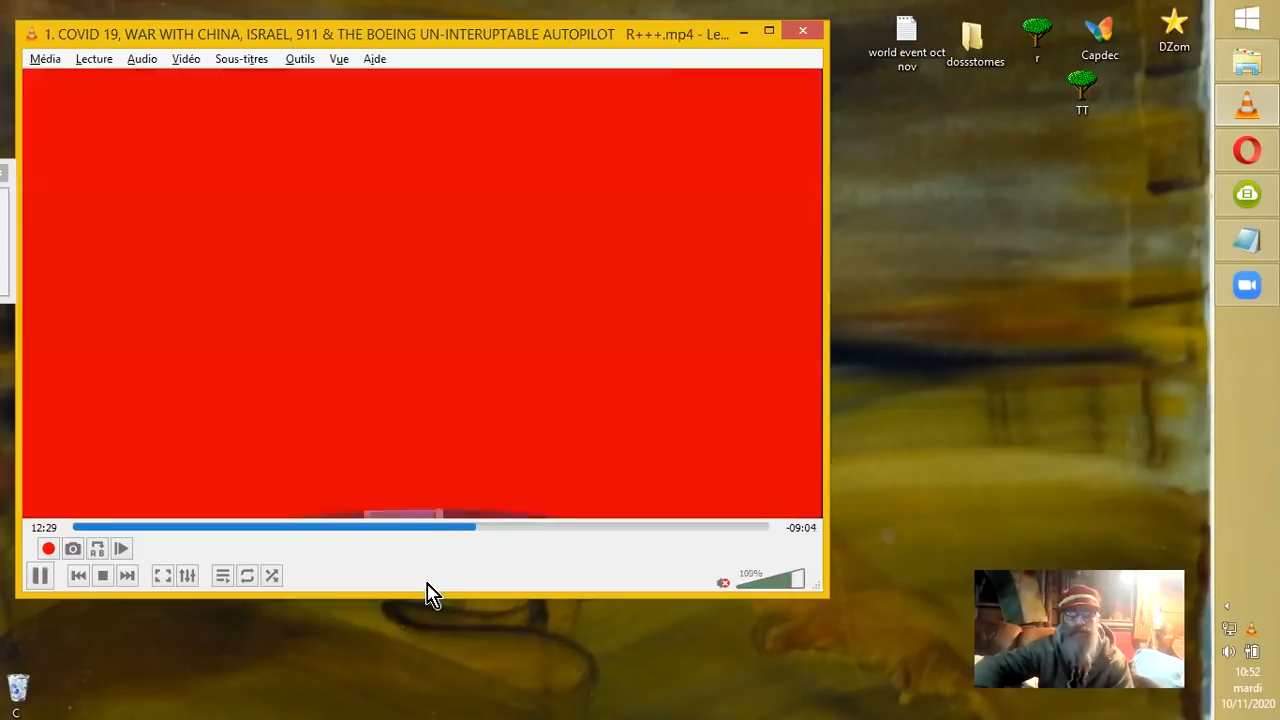 1. COVID 19, WAR WITH CHINA, ISRAEL, 911 & THE BOEING UN-INTERUPTABLE AUTOPILOT R+++.mp4 - Le...
Média Lecture Audio Vidéo Sous-titres Outils Vue Aide
world event oct
nov
dossstomes
r
Capdec
DZom
TT
12:29
-09:04
A B
100%
C
10:52
mardi
10/11/2020